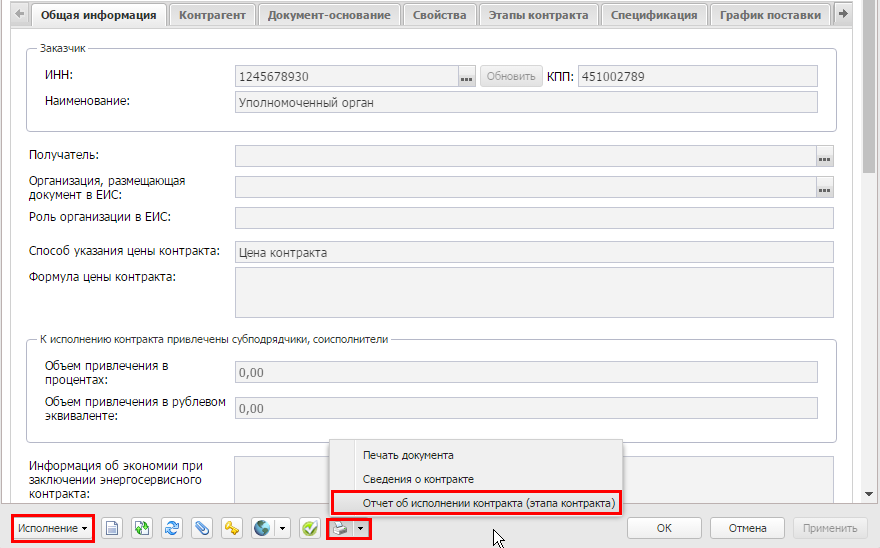 Общая информация Контрагент Документ-основание Свойства Этапы контракта Спецификация График поставки
Заказчик
ИНН: 1245678930 ... Обновить КПП: 451002789
Наименование: Уполномоченный орган
Получатель: ...
Организация, размещающая
документ в ЕИС: ...
Роль организации в ЕИС:
Способ указания цены контракта: Цена контракта
Формула цены контракта:
К исполнению контракта привлечены субподрядчики, соисполнители
Объем привлечения в
процентах: 0,00
Объем привлечения в рублевом
эквиваленте: 0,00
Информация об экономии при
заключении энергосервисного
контракта:
Печать документа
Сведения о контракте
Отчет об исполнении контракта (этапа контракта)
Исполнение ОК Отмена Применить